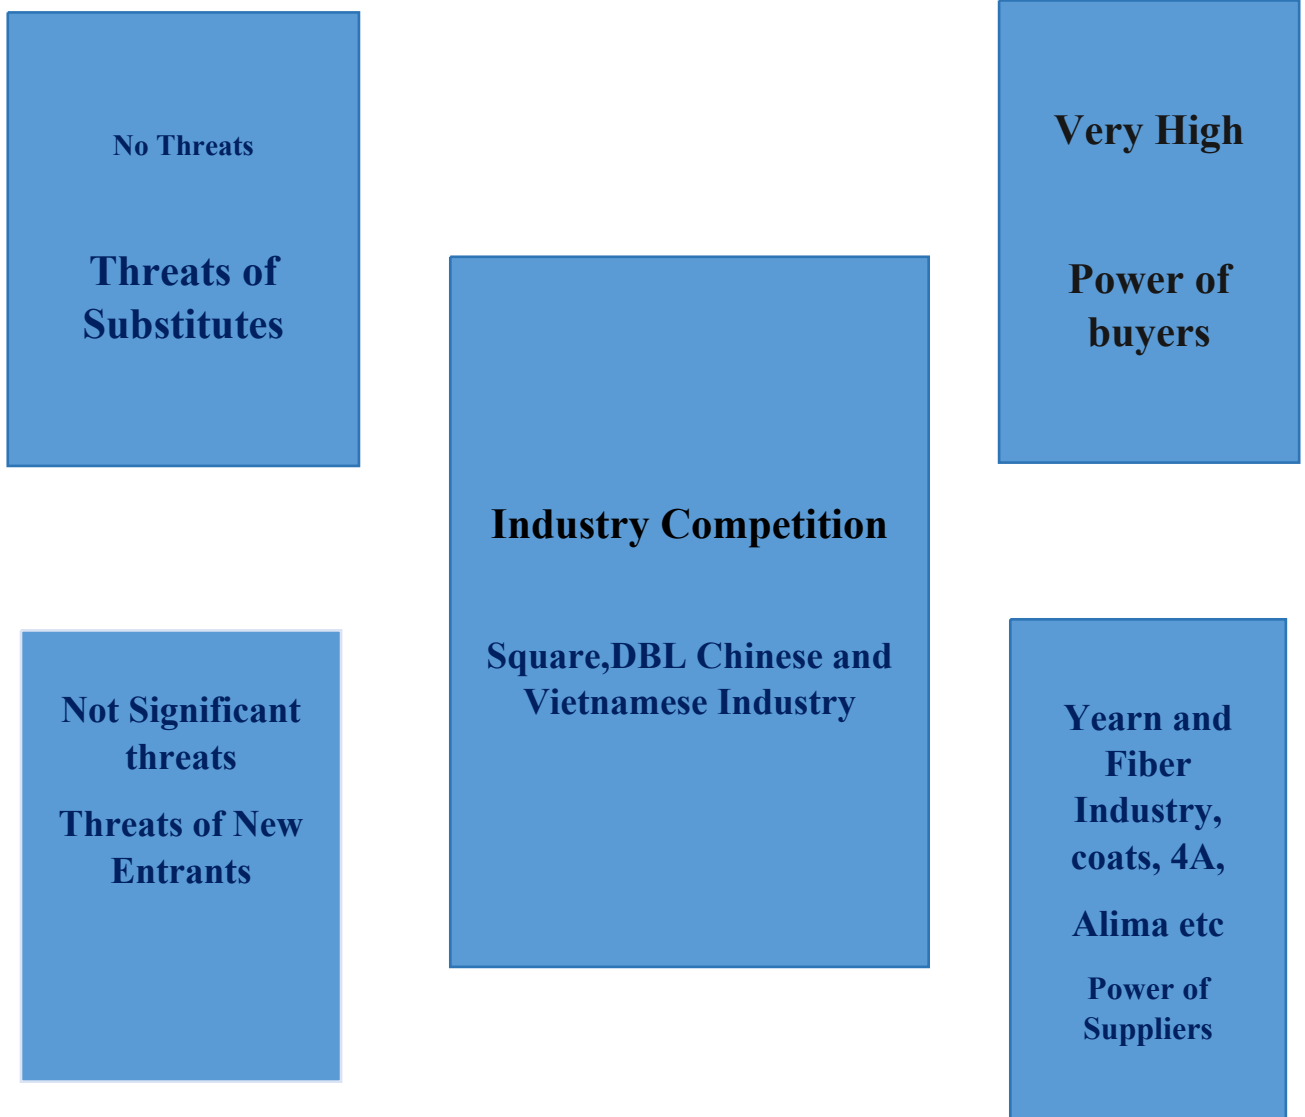 No Threats
Threats of
Substitutes
Very High
Power of
buyers
Industry Competition
Square,DBL Chinese and
Vietnamese Industry
Not Significant
threats
Threats of New
Entrants
Yearn and
Fiber
Industry,
coats, 4A,
Alima etc
Power of
Suppliers